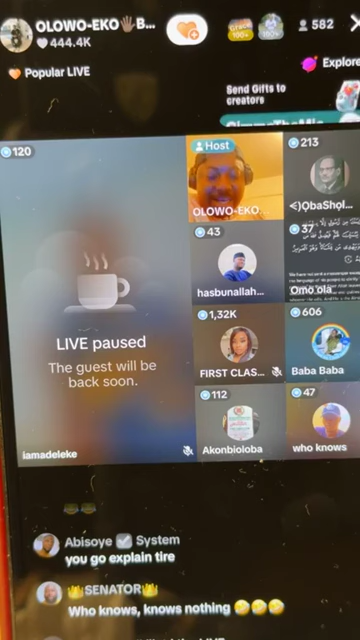 OLOWO-EKO🖐🏿B...
444.4K
100+
582
Popular LIVE
Explore
Send Gifts to
creators
120
Host
OLOWO-EKO...
213
ỌbaShọl...
43
hasbunallah...
37
Omo ola
1,32K
FIRST CLAS...
606
Baba Baba
LIVE paused
The guest will be
back soon.
iamadeleke
112
Akonbioloba
47
who knows
Abisoye ✅ System
you go explain tire
👑SENATOR👑
Who knows, knows nothing 🤣🤣🤣